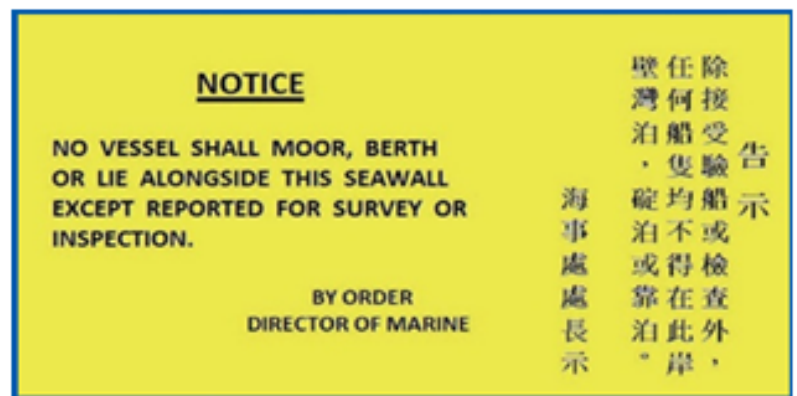 NOTICE
NO VESSEL SHALL MOOR, BERTH
OR LIE ALONGSIDE THIS SEAWALL
EXCEPT REPORTED FOR SURVEY OR
INSPECTION.
BY ORDER
DIRECTOR OF MARINE
告示
除接受驗船或檢查外，
任何船隻均不得在此岸
壁灣泊，碇泊或靠泊。
海事處處長示